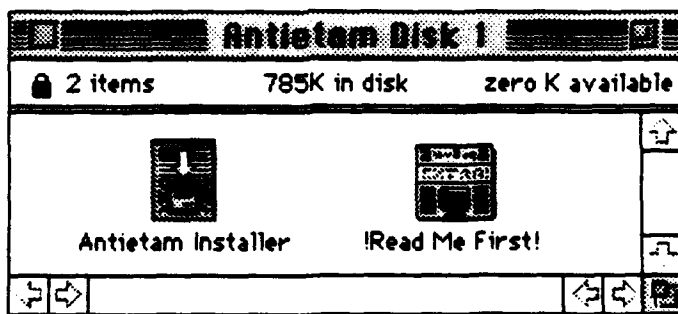 Antietam Disk 1
2 items 785K in disk zero K available
Antietam Installer !Read Me First!